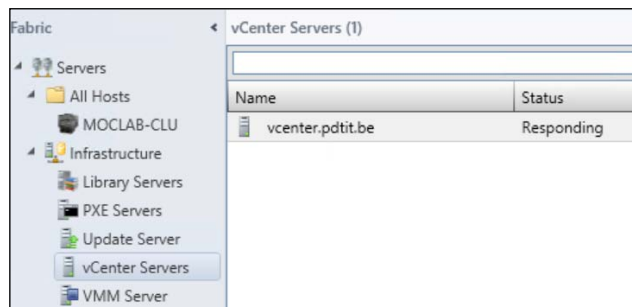 Fabric
Servers
All Hosts
MOCLAB-CLU
Infrastructure
Library Servers
PXE Servers
Update Server
vCenter Servers
VMM Server
vCenter Servers (1)
Name Status
vcenter.pdtit.be Responding